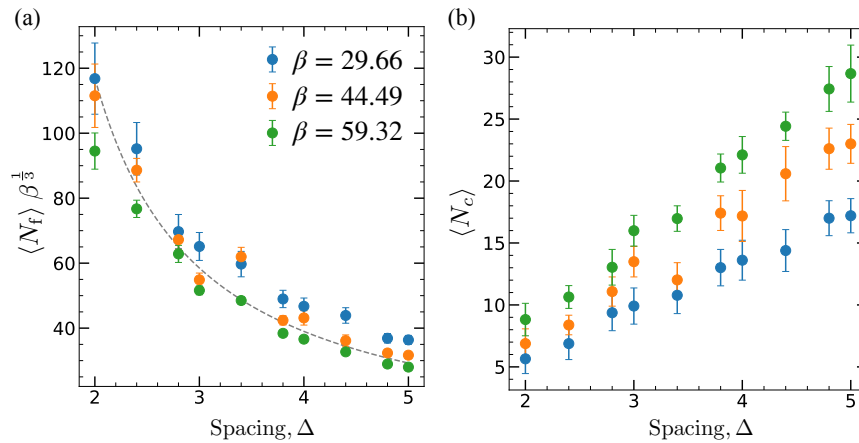 (a)
120
100
80
60
40
⟨N_f⟩ β^{1/3}
β = 29.66
β = 44.49
β = 59.32
2 3 4 5
Spacing, Δ
(b)
30
25
20
15
10
5
⟨N_c⟩
2 3 4 5
Spacing, Δ